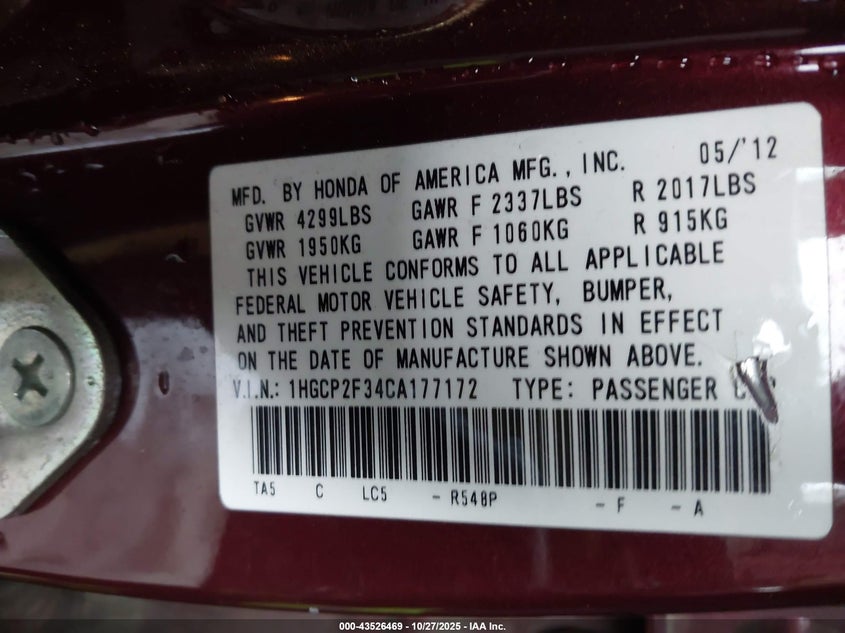 MFD. BY HONDA OF AMERICA MFG., INC. 05/'12
GVWR 4299LBS GAWR F 2337LBS R 2017LBS
GVWR 1950KG GAWR F 1060KG R 915KG
THIS VEHICLE CONFORMS TO ALL APPLICABLE
FEDERAL MOTOR VEHICLE SAFETY, BUMPER,
AND THEFT PREVENTION STANDARDS IN EFFECT
ON THE DATE OF MANUFACTURE SHOWN ABOVE.
V.I.N.: 1HGCP2F34CA177172 TYPE: PASSENGER
TA5 C LC5 - R548P - F - A
000-43526469 | 10/27/2025 | IAA Inc.